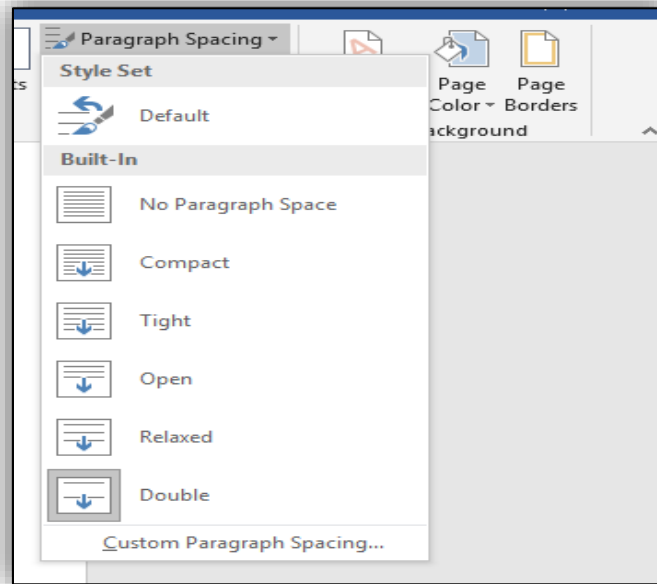 Paragraph Spacing
Style Set
Default
Built-In
No Paragraph Space
Compact
Tight
Open
Relaxed
Double
Custom Paragraph Spacing...
ts
Page Page
Color Borders
ackground